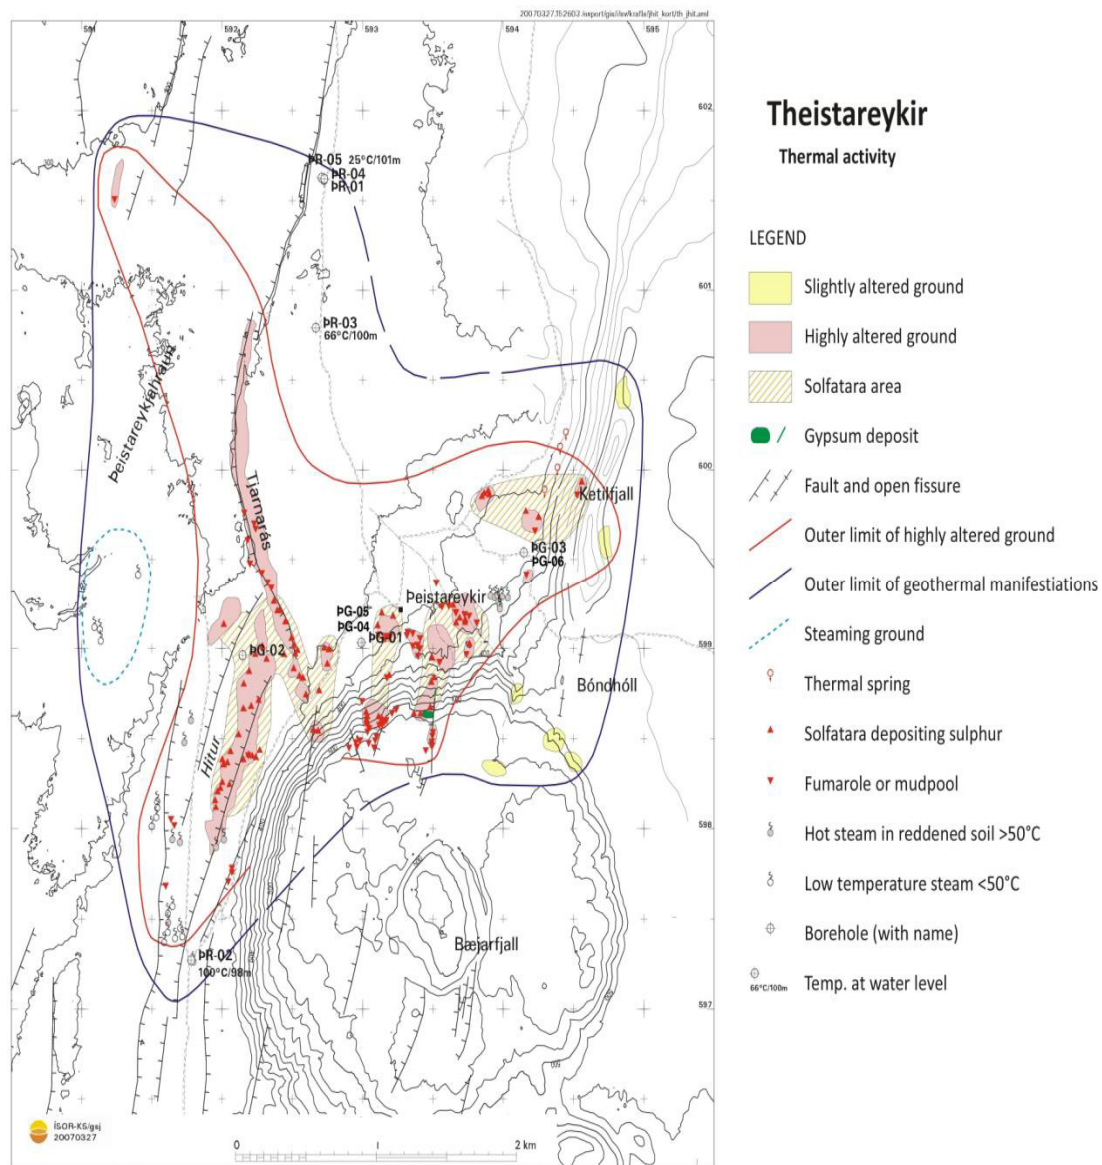 20070327.152603 /export/gis/isv/krafla/jhit_kort/th_jhit.aml
591
592
593
594
595
602
ÞR-05 25°C/101m
ÞR-04
ÞR-01
601
ÞR-03
66°C/100m
Þeistareykjahraun
600
Tjarnarás
Ketilfjall
ÞG-03
ÞG-06
Þeistareykir
ÞG-05
ÞG-04
ÞG-01
599
ÞG-02
Bóndhóll
Hitur
598
Bæjarfjall
ÞR-02
100°C/98m
597
ÍSOR-KS/gsj
20070327
0 1 2 km
Theistareykir
Thermal activity
LEGEND
Slightly altered ground
Highly altered ground
Solfatara area
Gypsum deposit
Fault and open fissure
Outer limit of highly altered ground
Outer limit of geothermal manifestiations
Steaming ground
Thermal spring
Solfatara depositing sulphur
Fumarole or mudpool
Hot steam in reddened soil >50°C
Low temperature steam <50°C
Borehole (with name)
66°C/100m Temp. at water level